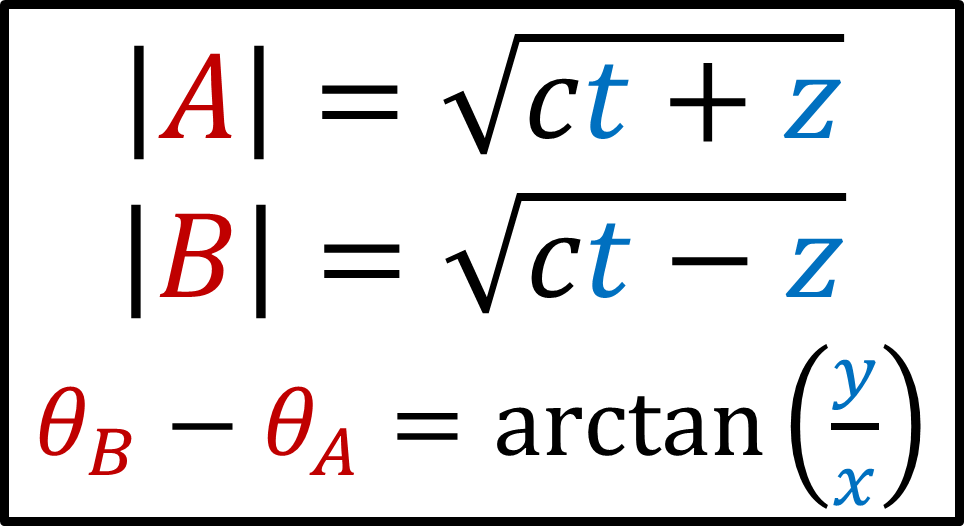 |A| = √(ct + z)
|B| = √(ct − z)
θ_B − θ_A = arctan (y/x)